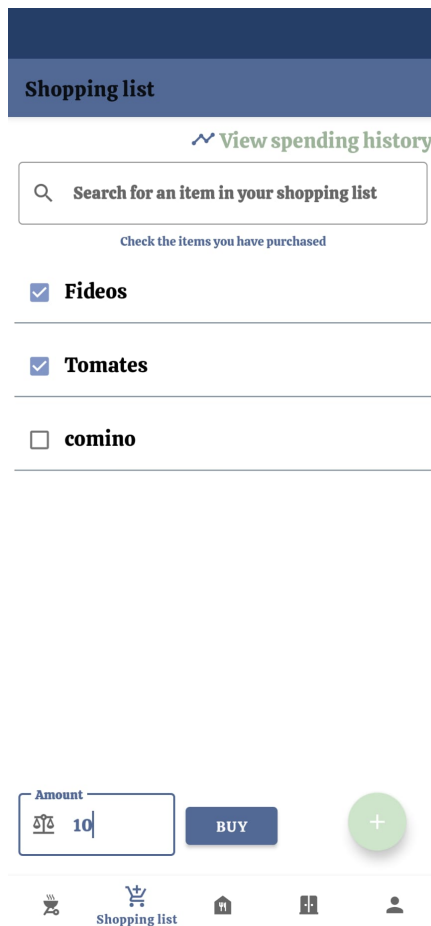 Shopping list
View spending history
Search for an item in your shopping list
Check the items you have purchased
Fideos
Tomates
comino
Amount
10
BUY
Shopping list